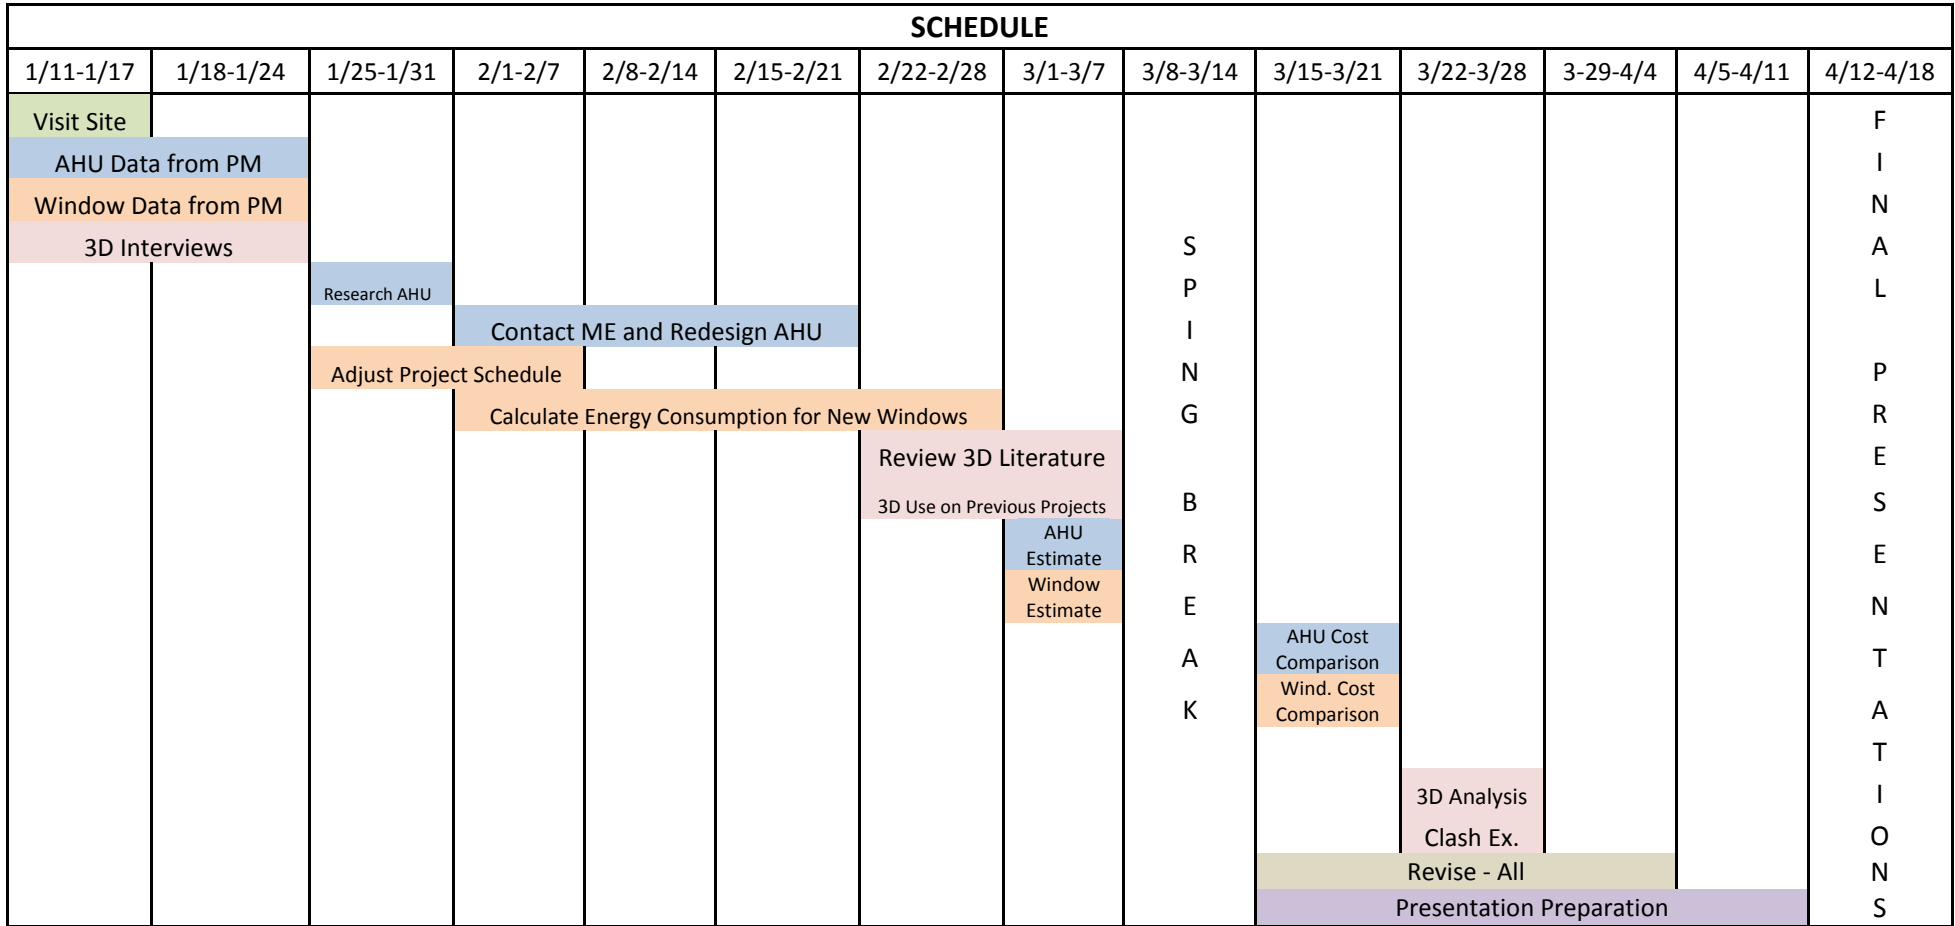 SCHEDULE
1/11-1/17 1/18-1/24 1/25-1/31 2/1-2/7 2/8-2/14 2/15-2/21 2/22-2/28 3/1-3/7 3/8-3/14 3/15-3/21 3/22-3/28 3-29-4/4 4/5-4/11 4/12-4/18
Visit Site
AHU Data from PM
Window Data from PM
3D Interviews
Research AHU
Contact ME and Redesign AHU
Adjust Project Schedule
Calculate Energy Consumption for New Windows
Review 3D Literature
3D Use on Previous Projects
AHU
Estimate
Window
Estimate
SPING BREAK
AHU Cost
Comparison
Wind. Cost
Comparison
3D Analysis
Clash Ex.
Revise - All
Presentation Preparation
FINAL PRESENTATIONS